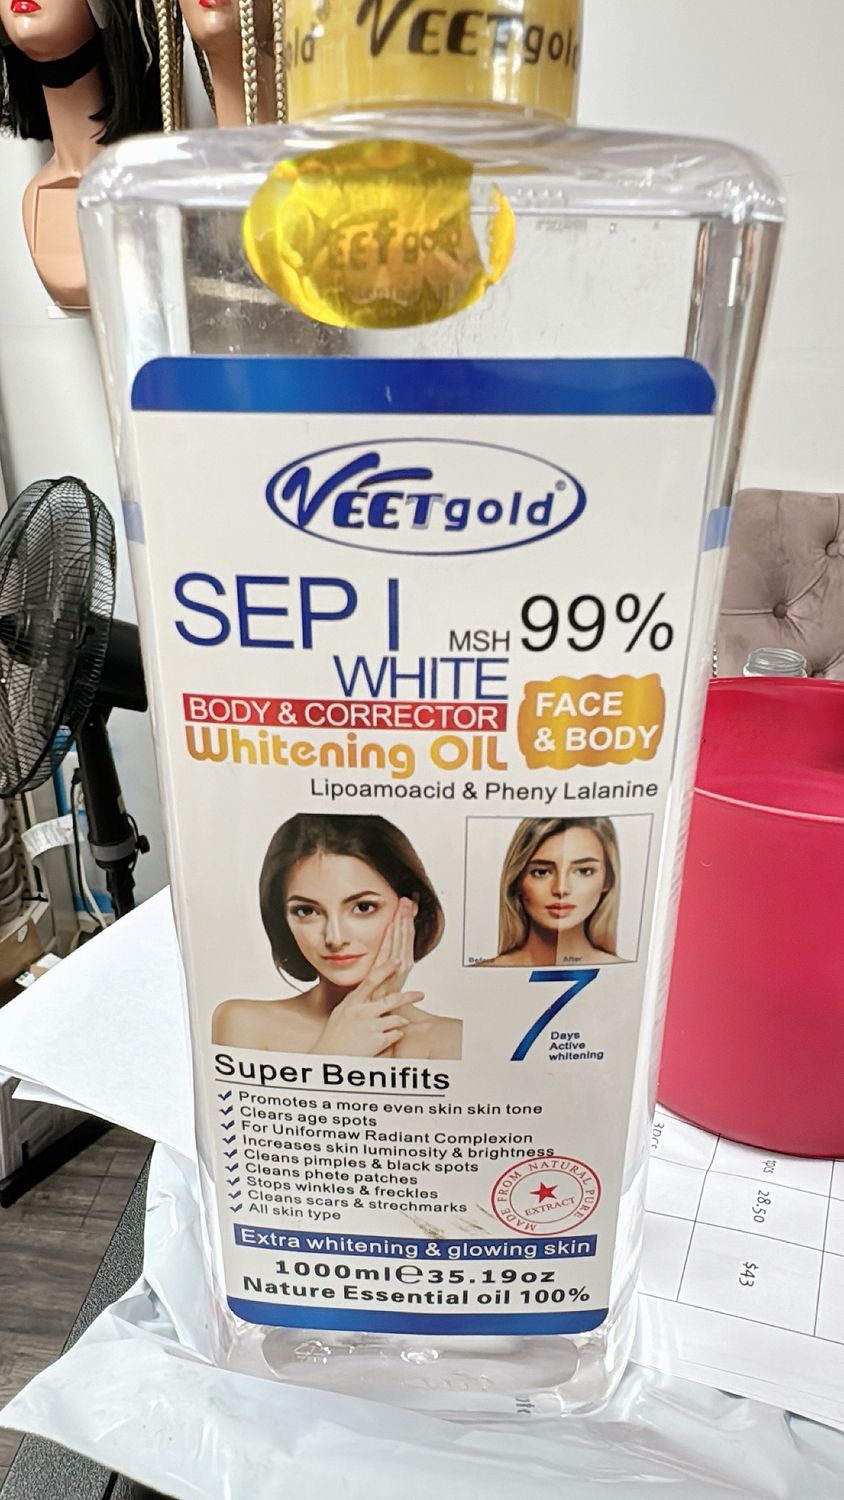 VEETgold
VEETgold
VEETgold®
SEP I
MSH 99%
WHITE
BODY & CORRECTOR
Whitening OIL
FACE
& BODY
Lipoamoacid & Pheny Lalanine
Before After
7
Days
Active
whitening
Super Benifits
Promotes a more even skin skin tone
Clears age spots
For Uniformaw Radiant Complexion
Increases skin luminosity & brightness
Cleans pimples & black spots
Cleans phete patches
Stops winkles & freckles
Cleans scars & strechmarks
All skin type
MADE FROM NATURAL PURE
EXTRACT
Extra whitening & glowing skin
1000ml℮35.19oz
Nature Essential oil 100%
28.50
$43